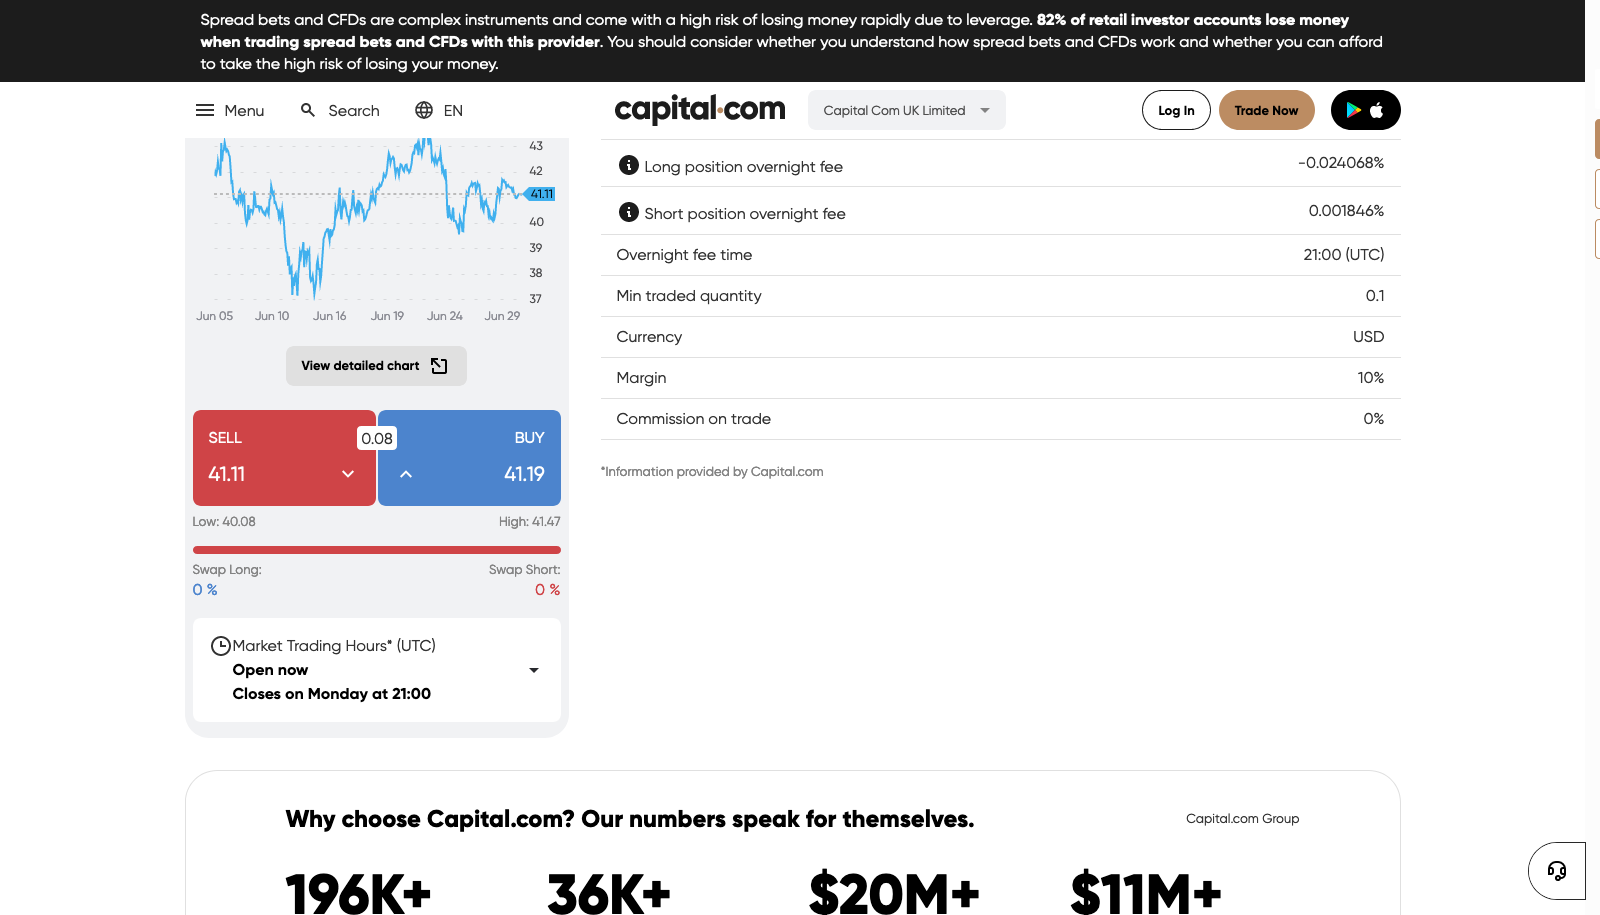 Spread bets and CFDs are complex instruments and come with a high risk of losing money rapidly due to leverage. 82% of retail investor accounts lose money
when trading spread bets and CFDs with this provider. You should consider whether you understand how spread bets and CFDs work and whether you can afford
to take the high risk of losing your money.
Menu
Search
EN
capital.com
Capital Com UK Limited
Log In
Trade Now
43
42
41.11
40
39
38
37
Jun 05
Jun 10
Jun 16
Jun 19
Jun 24
Jun 29
View detailed chart
SELL
0.08
BUY
41.11
41.19
Low: 40.08
High: 41.47
Swap Long:
Swap Short:
0 %
0 %
Market Trading Hours* (UTC)
Open now
Closes on Monday at 21:00
Long position overnight fee
-0.024068%
Short position overnight fee
0.001846%
Overnight fee time
21:00 (UTC)
Min traded quantity
0.1
Currency
USD
Margin
10%
Commission on trade
0%
*Information provided by Capital.com
Why choose Capital.com? Our numbers speak for themselves.
Capital.com Group
196K+
36K+
$20M+
$11M+